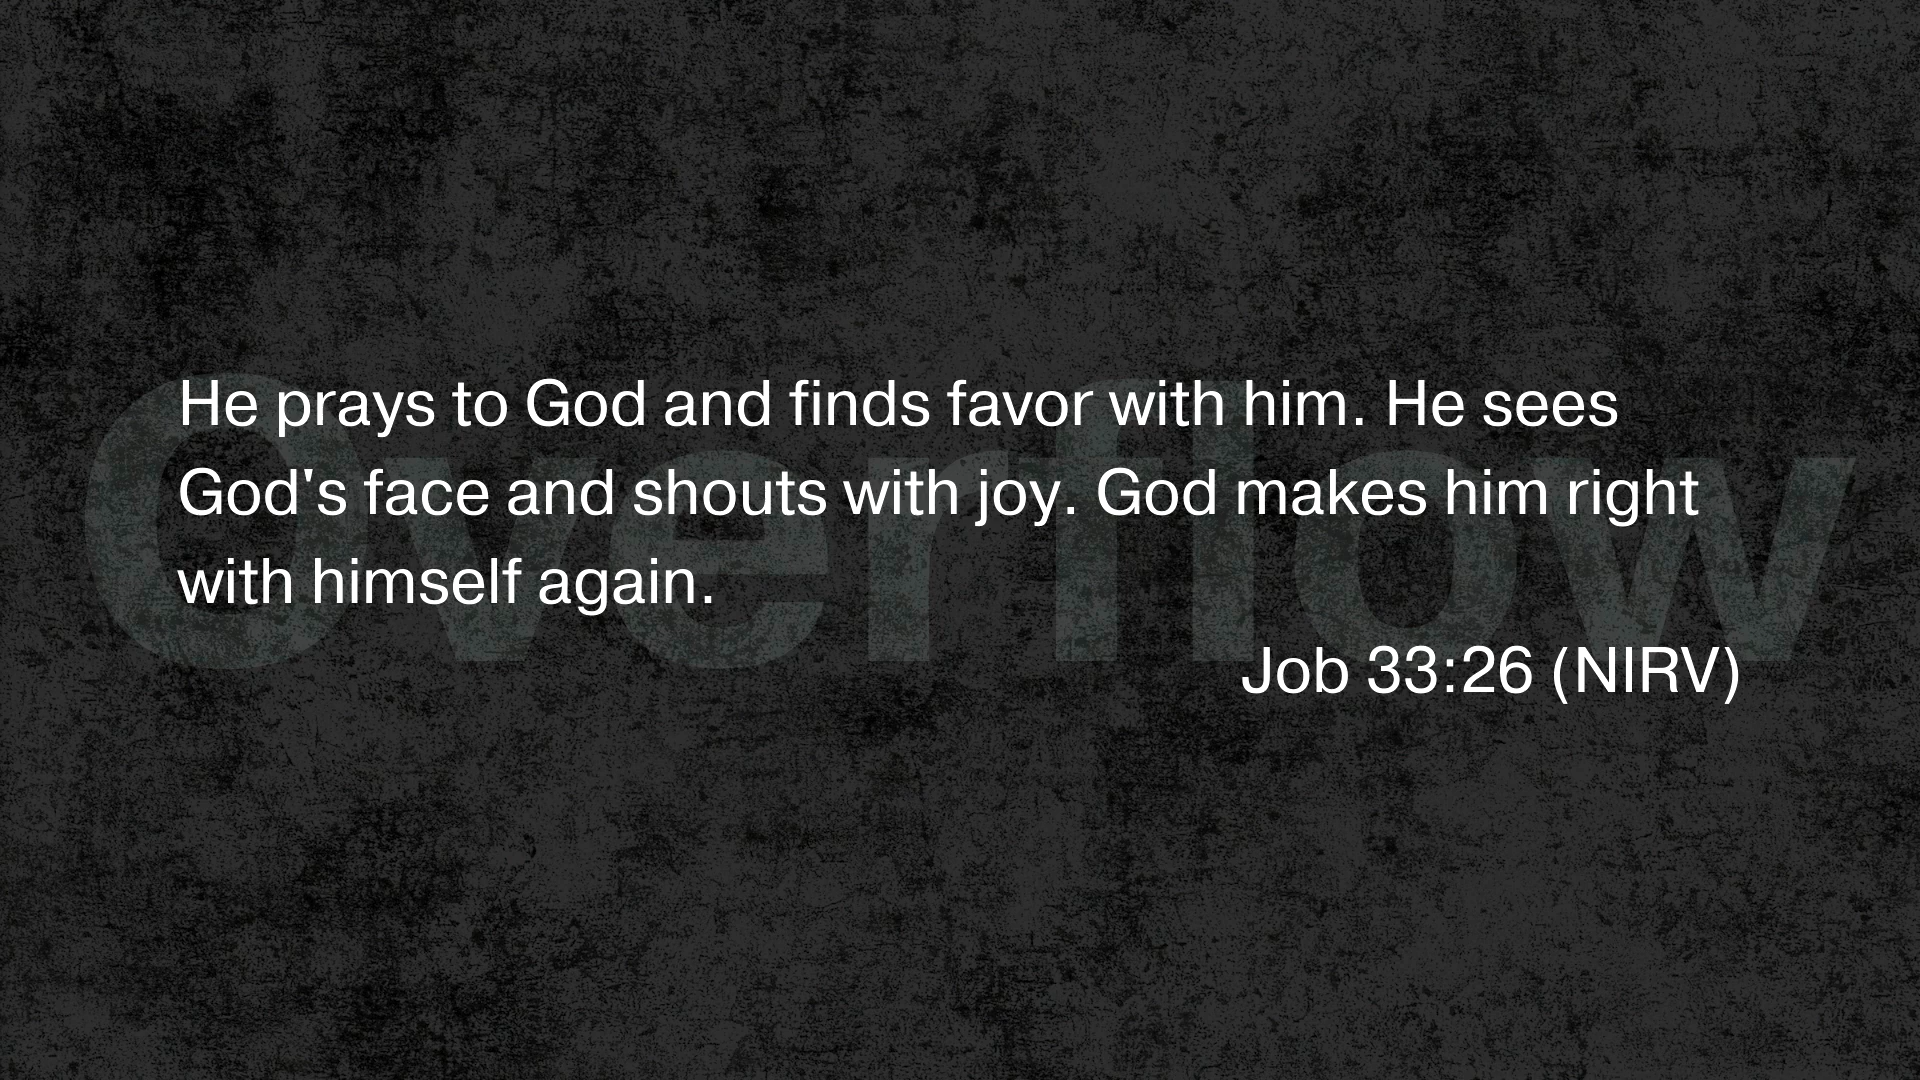 Overflow
He prays to God and finds favor with him. He sees
God's face and shouts with joy. God makes him right
with himself again.
Job 33:26 (NIRV)